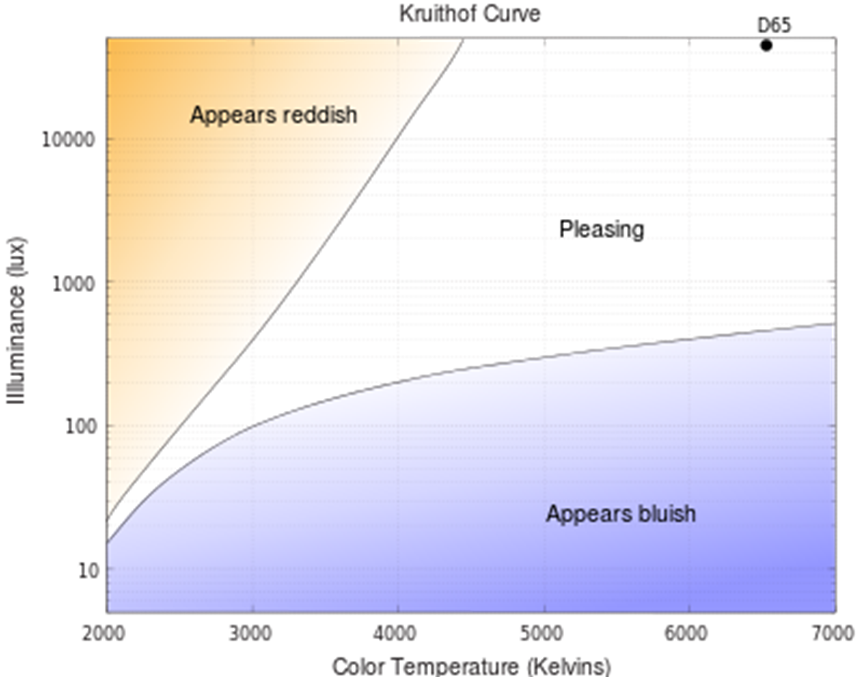 Kruithof Curve
D65
Appears reddish
10000
Pleasing
1000
IIlluminance (lux)
100
Appears bluish
10
2000 3000 4000 5000 6000 7000
Color Temperature (Kelvins)